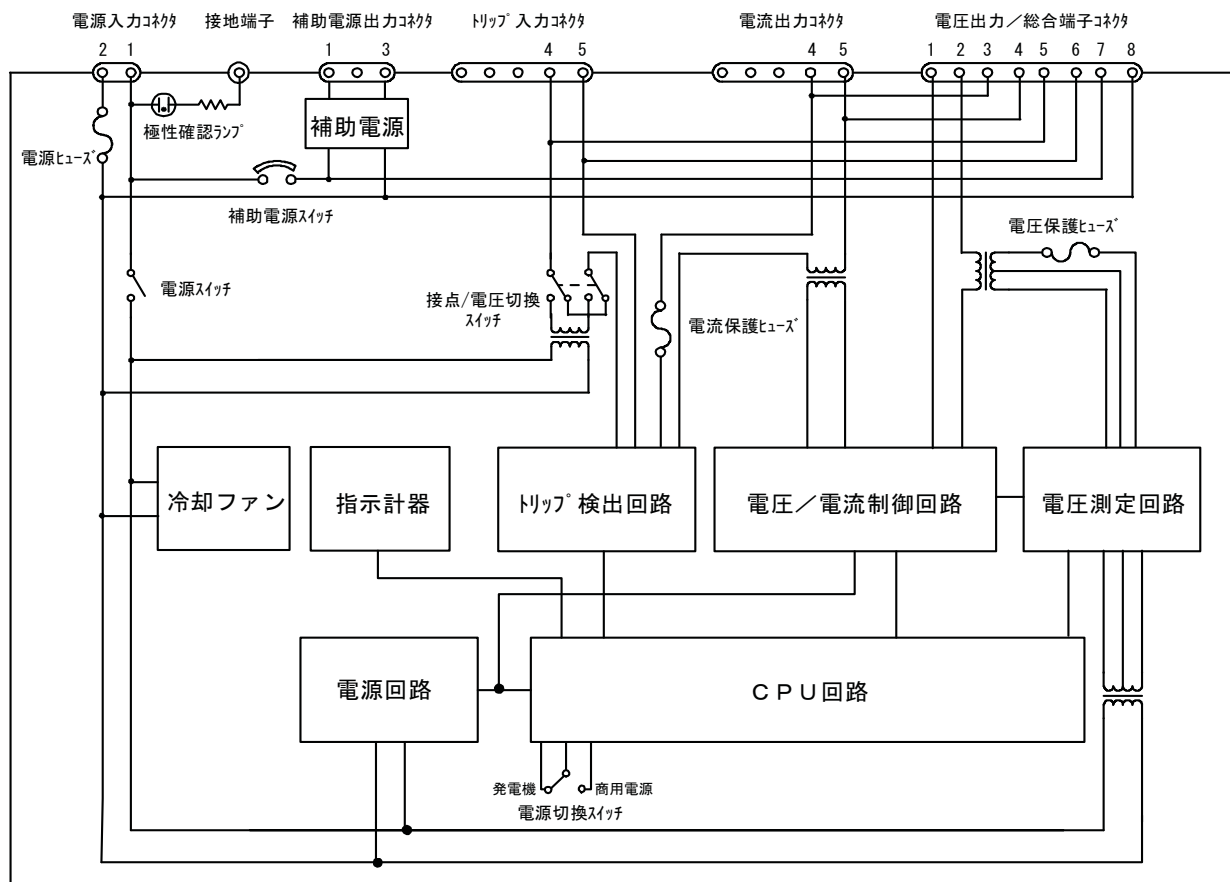 電源入力ｺﾈｸﾀ
接地端子
補助電源出力ｺﾈｸﾀ
ﾄﾘｯﾌﾟ入力ｺﾈｸﾀ
電流出力ｺﾈｸﾀ
電圧出力／総合端子ｺﾈｸﾀ
2 1
1 3
4 5
4 5
1 2 3 4 5 6 7 8
極性確認ﾗﾝﾌﾟ
補助電源
電源ﾋｭｰｽﾞ
補助電源ｽｲｯﾁ
電圧保護ﾋｭｰｽﾞ
電源ｽｲｯﾁ
接点/電圧切換
ｽｲｯﾁ
電流保護ﾋｭｰｽﾞ
冷却ファン
指示計器
ﾄﾘｯﾌﾟ検出回路
電圧／電流制御回路
電圧測定回路
電源回路
ＣＰＵ回路
発電機
商用電源
電源切換ｽｲｯﾁ